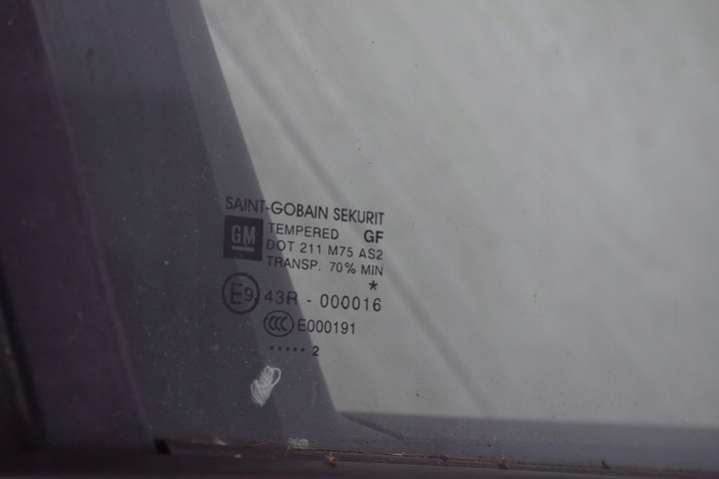 SAINT-GOBAIN SEKURIT
GM TEMPERED GF
DOT 211 M75 AS2
TRANSP. 70% MIN
*
E9 43R - 000016
CCC E000191
***** 2